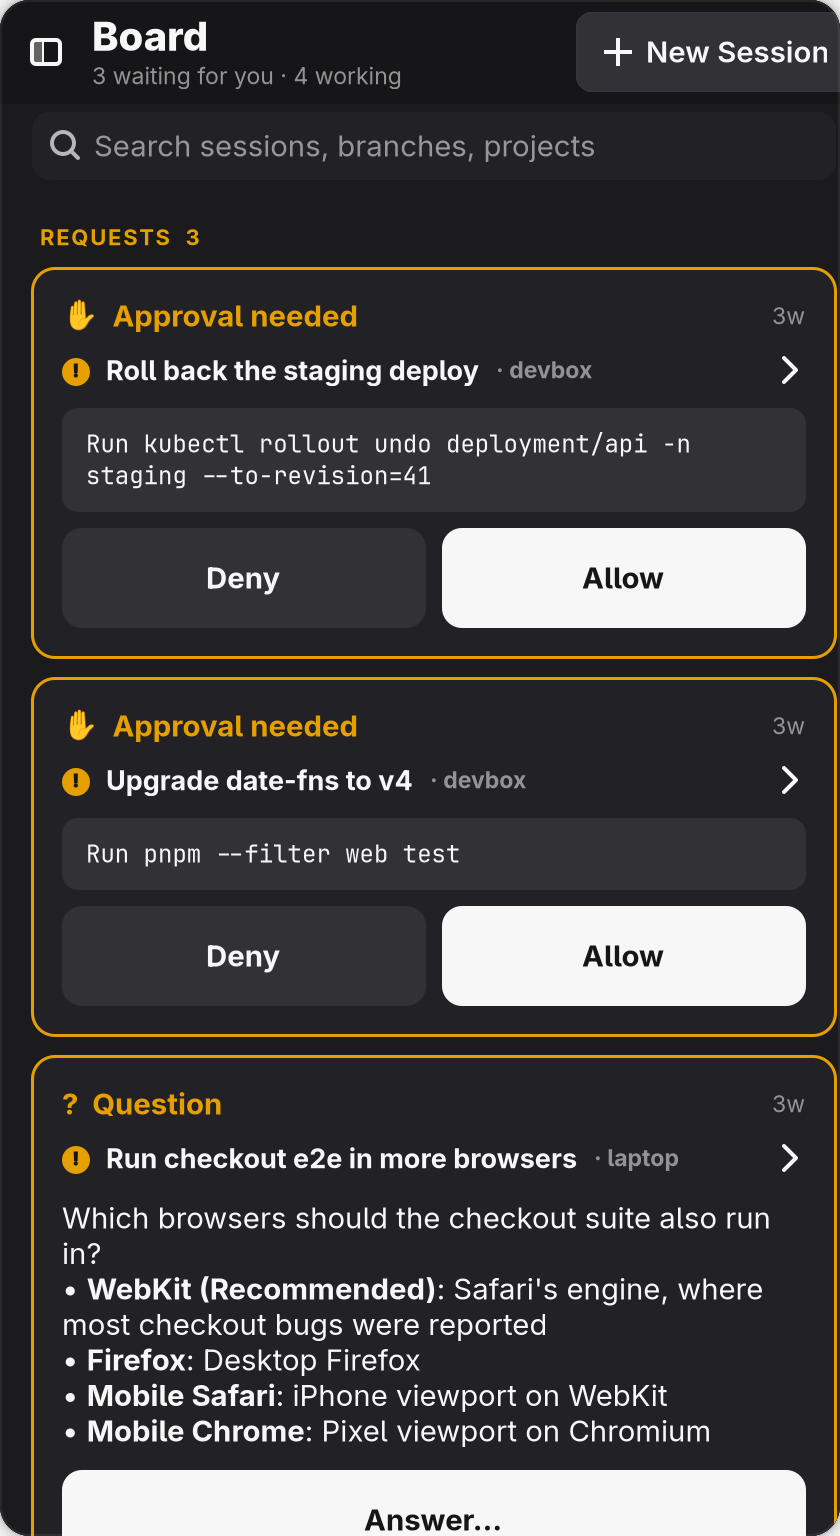 Board
3 waiting for you · 4 working
New Session
Search sessions, branches, projects
REQUESTS 3
Approval needed
3w
Roll back the staging deploy · devbox
Run kubectl rollout undo deployment/api -n
staging --to-revision=41
Deny
Allow
Approval needed
3w
Upgrade date-fns to v4 · devbox
Run pnpm --filter web test
Deny
Allow
? Question
3w
Run checkout e2e in more browsers · laptop
Which browsers should the checkout suite also run
in?
• WebKit (Recommended): Safari's engine, where
most checkout bugs were reported
• Firefox: Desktop Firefox
• Mobile Safari: iPhone viewport on WebKit
• Mobile Chrome: Pixel viewport on Chromium
Answer...